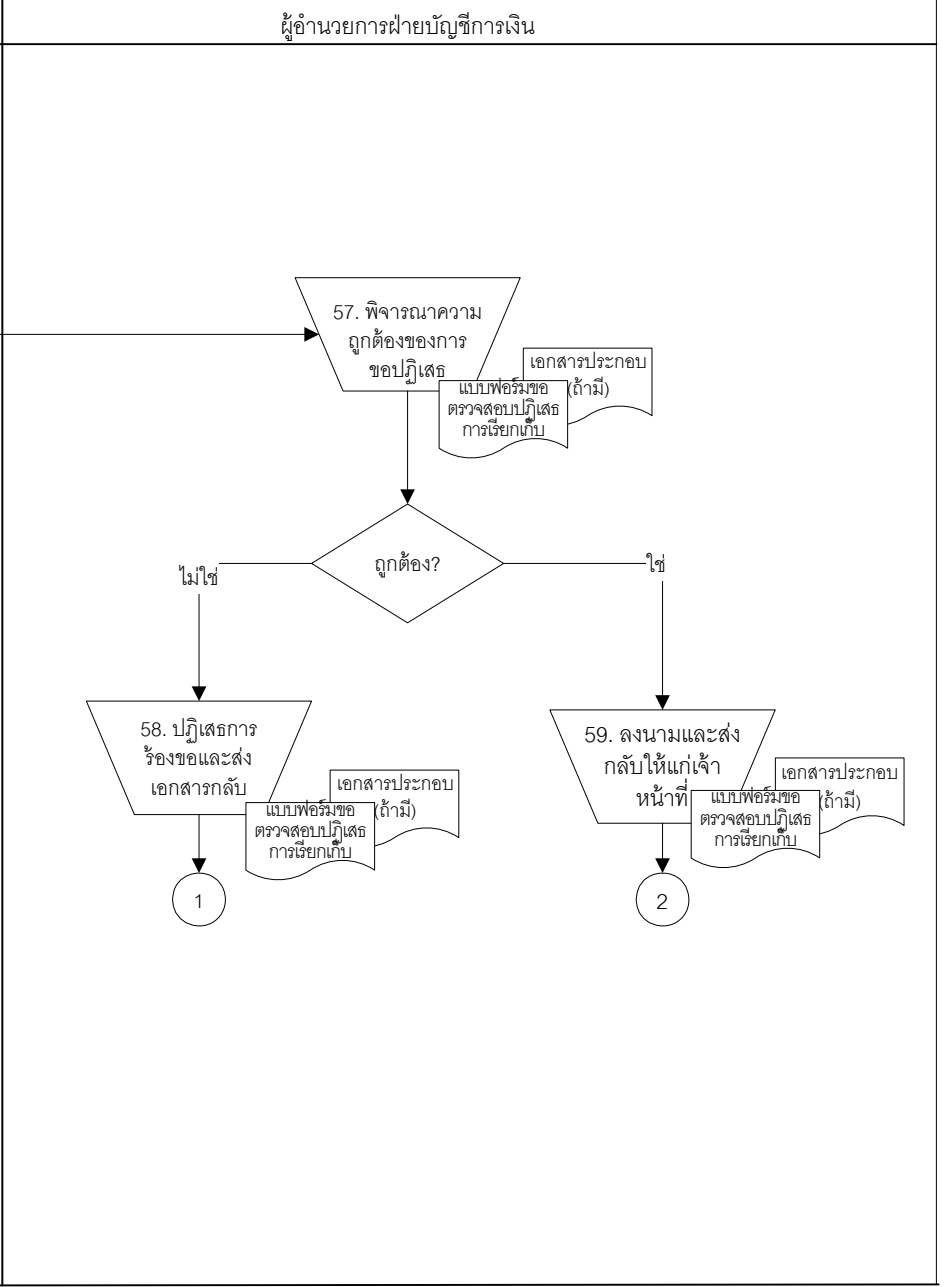 ผู้อำนวยการฝ่ายบัญชีการเงิน
57. พิจารณาความ
ถูกต้องของการ
ขอปฏิเสธ
เอกสารประกอบ
(ถ้ามี)
แบบฟอร์มขอ
ตรวจสอบปฏิเสธ
การเรียกเก็บ
ถูกต้อง?
ไม่ใช่
ใช่
58. ปฏิเสธการ
ร้องขอและส่ง
เอกสารกลับ
เอกสารประกอบ
(ถ้ามี)
แบบฟอร์มขอ
ตรวจสอบปฏิเสธ
การเรียกเก็บ
1
59. ลงนามและส่ง
กลับให้แก่เจ้า
หน้าที่
เอกสารประกอบ
(ถ้ามี)
แบบฟอร์มขอ
ตรวจสอบปฏิเสธ
การเรียกเก็บ
2